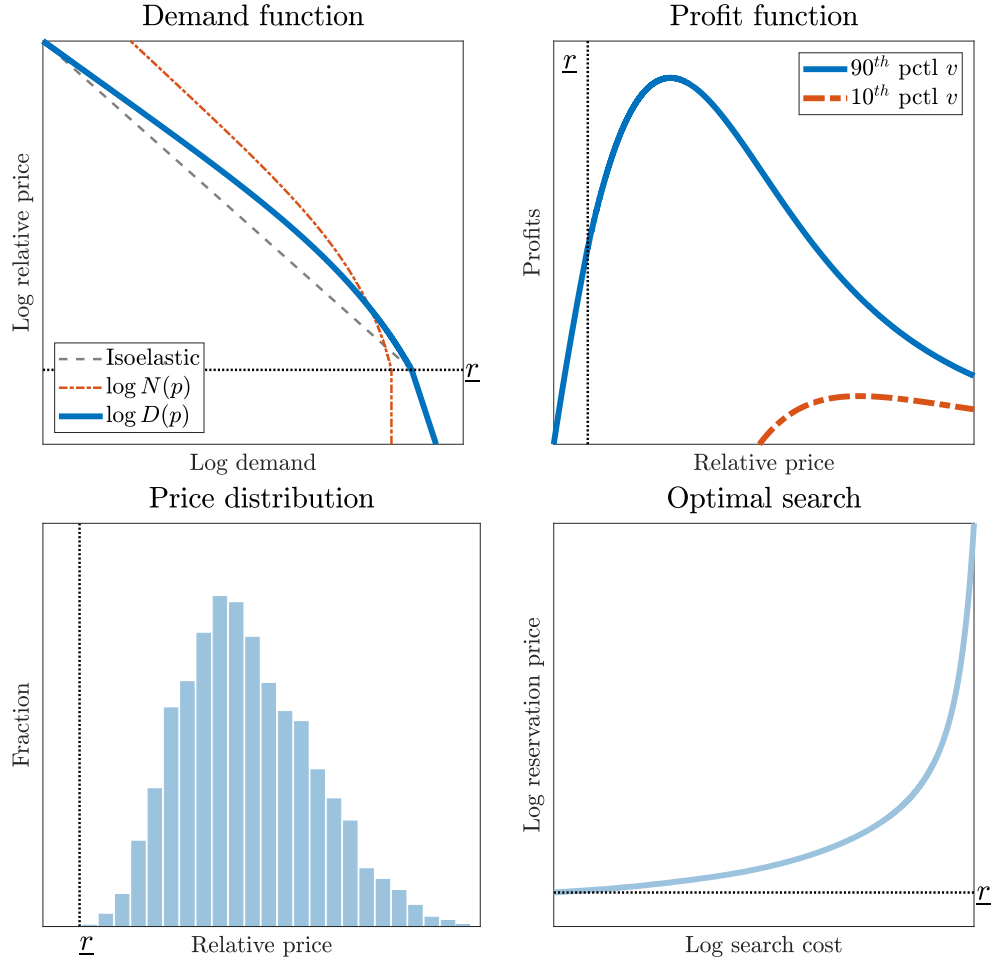 Demand function
Log relative price
Isoelastic
log N(p)
log D(p)
r
Log demand
Profit function
r
90th pctl v
10th pctl v
Profits
Relative price
Price distribution
Fraction
r
Relative price
Optimal search
Log reservation price
r
Log search cost